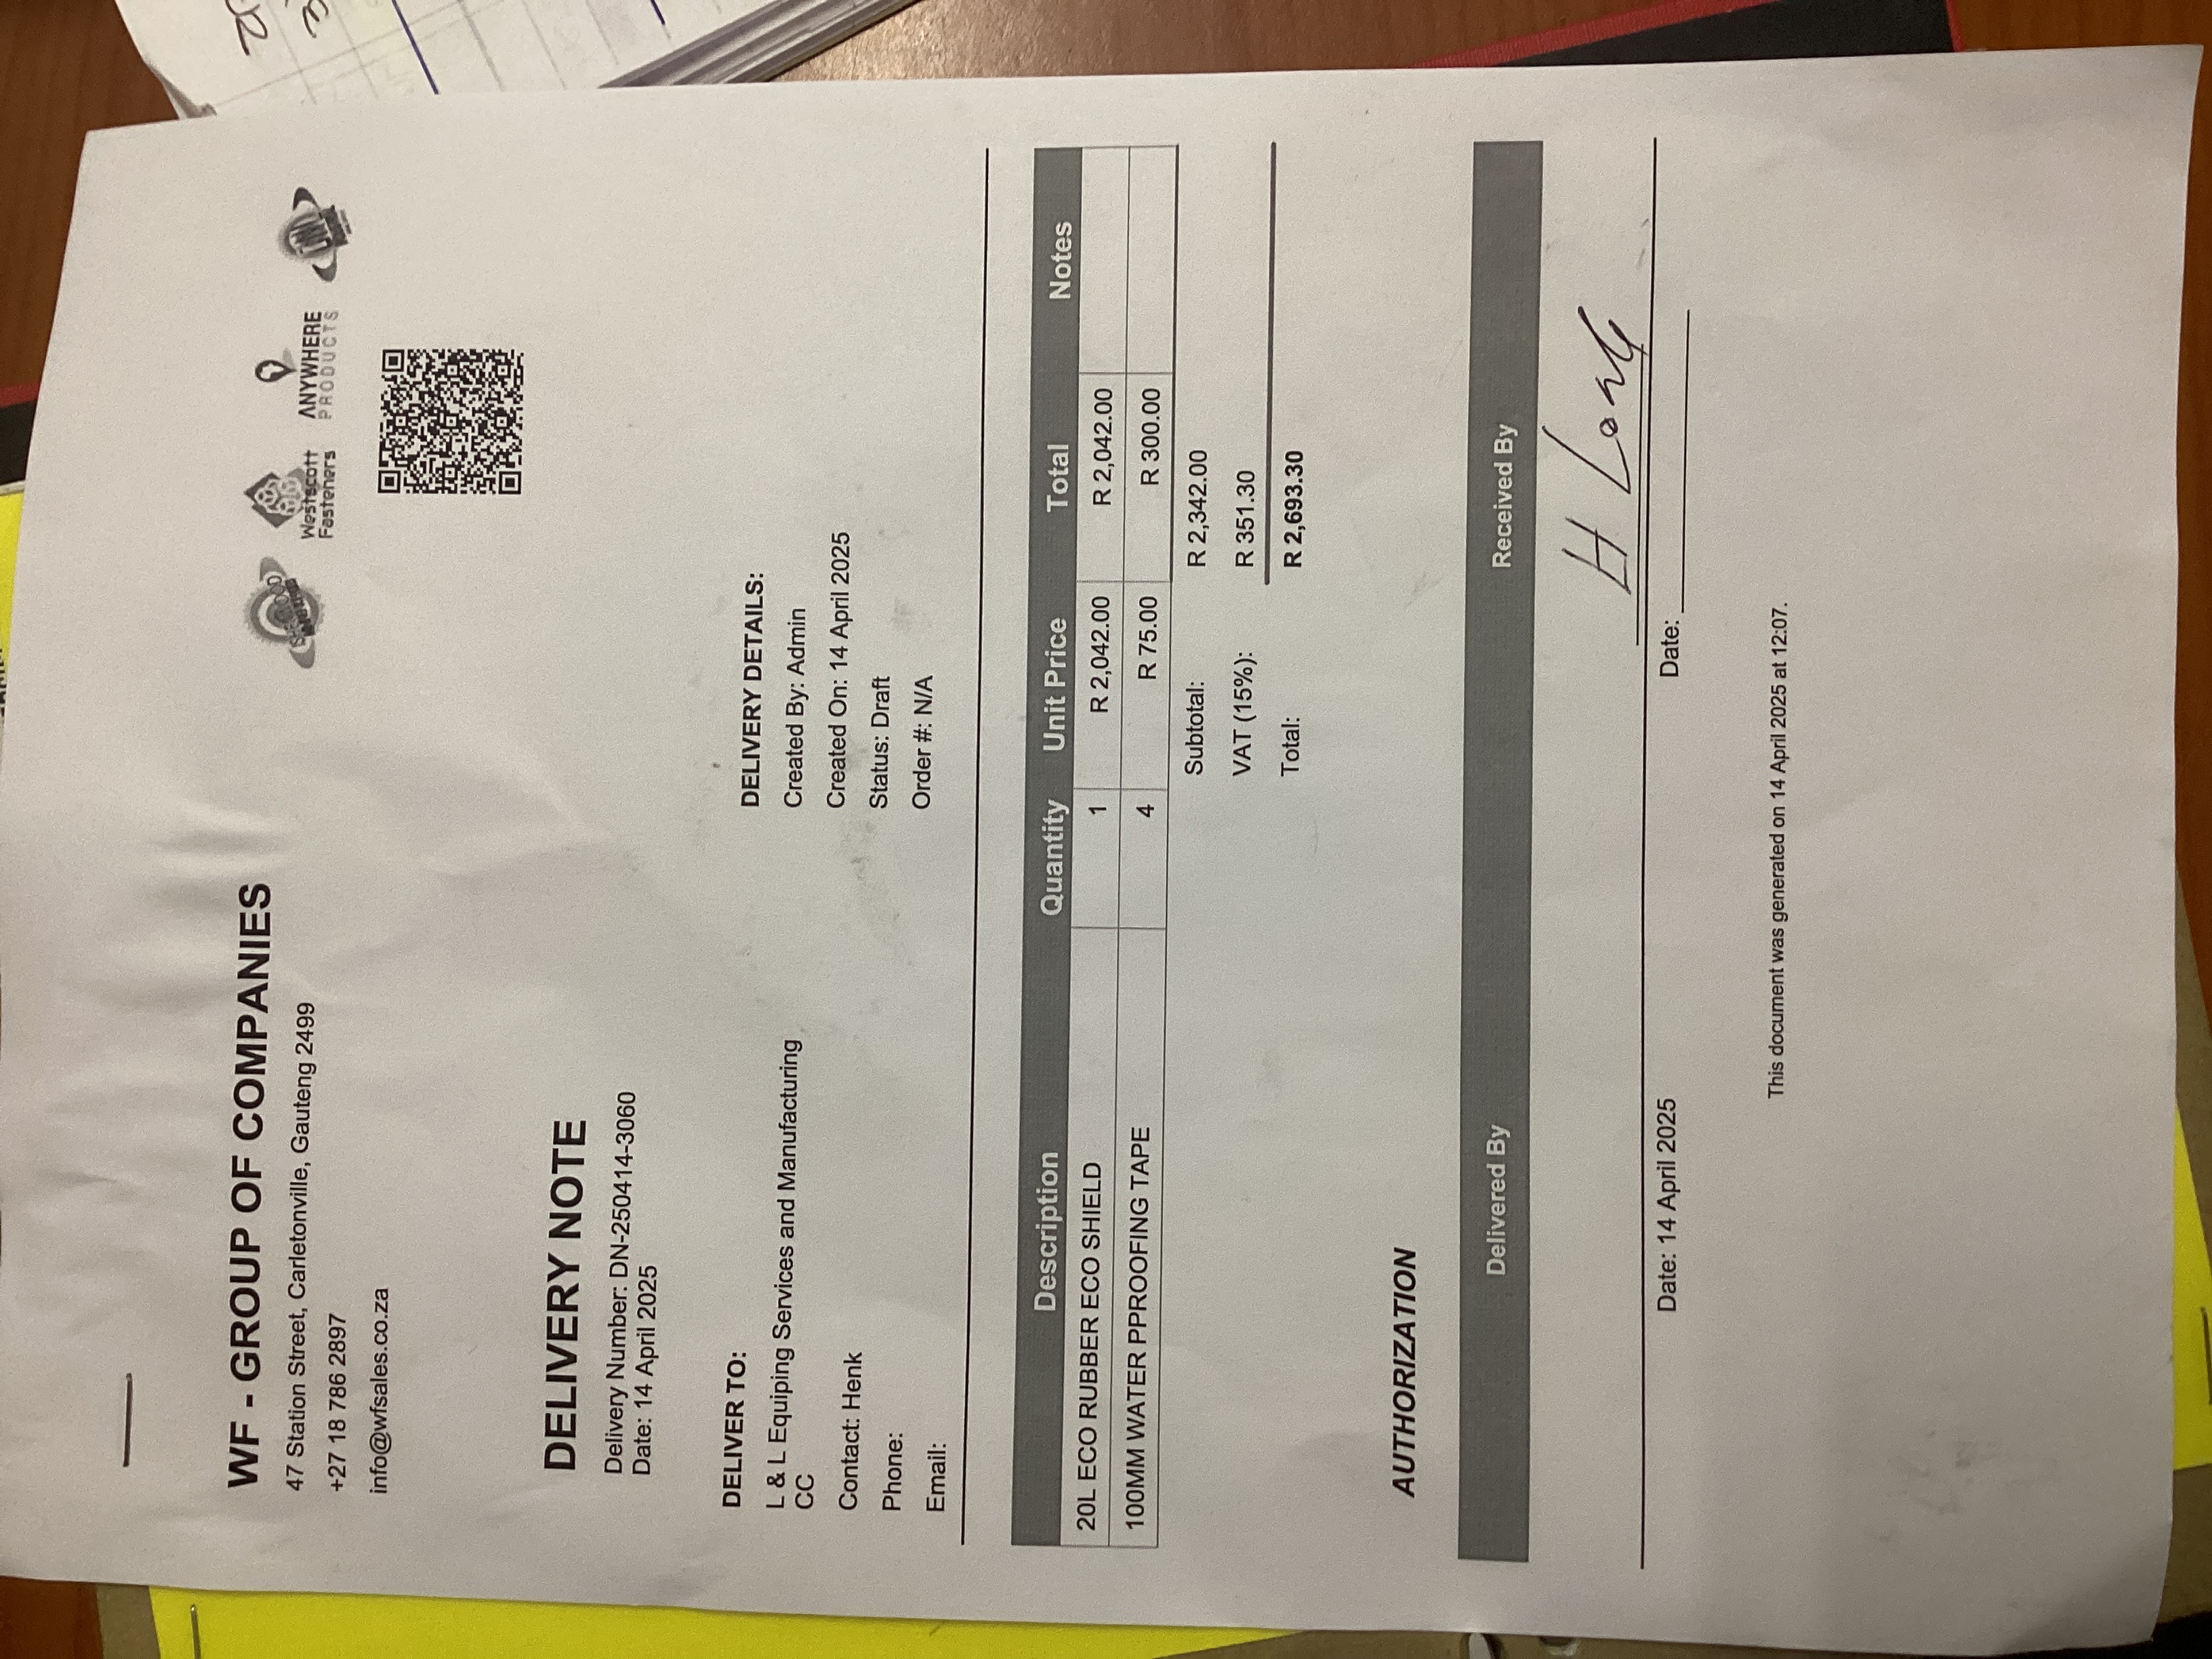 WF - GROUP OF COMPANIES
47 Station Street, Carletonville, Gauteng 2499
+27 18 786 2897
info@wfsales.co.za
Westscott
Fasteners
ANYWHERE
PRODUCTS
DELIVERY NOTE
Delivery Number: DN-250414-3060
Date: 14 April 2025
DELIVER TO:
L & L Equiping Services and Manufacturing
CC
Contact: Henk
Phone:
Email:
DELIVERY DETAILS:
Created By: Admin
Created On: 14 April 2025
Status: Draft
Order #: N/A
Description Quantity Unit Price Total Notes
20L ECO RUBBER ECO SHIELD 1 R 2,042.00 R 2,042.00
100MM WATER PPROOFING TAPE 4 R 75.00 R 300.00
Subtotal: R 2,342.00
VAT (15%): R 351.30
Total: R 2,693.30
AUTHORIZATION
Delivered By Received By
H
Date: 14 April 2025 Date:
This document was generated on 14 April 2025 at 12:07.